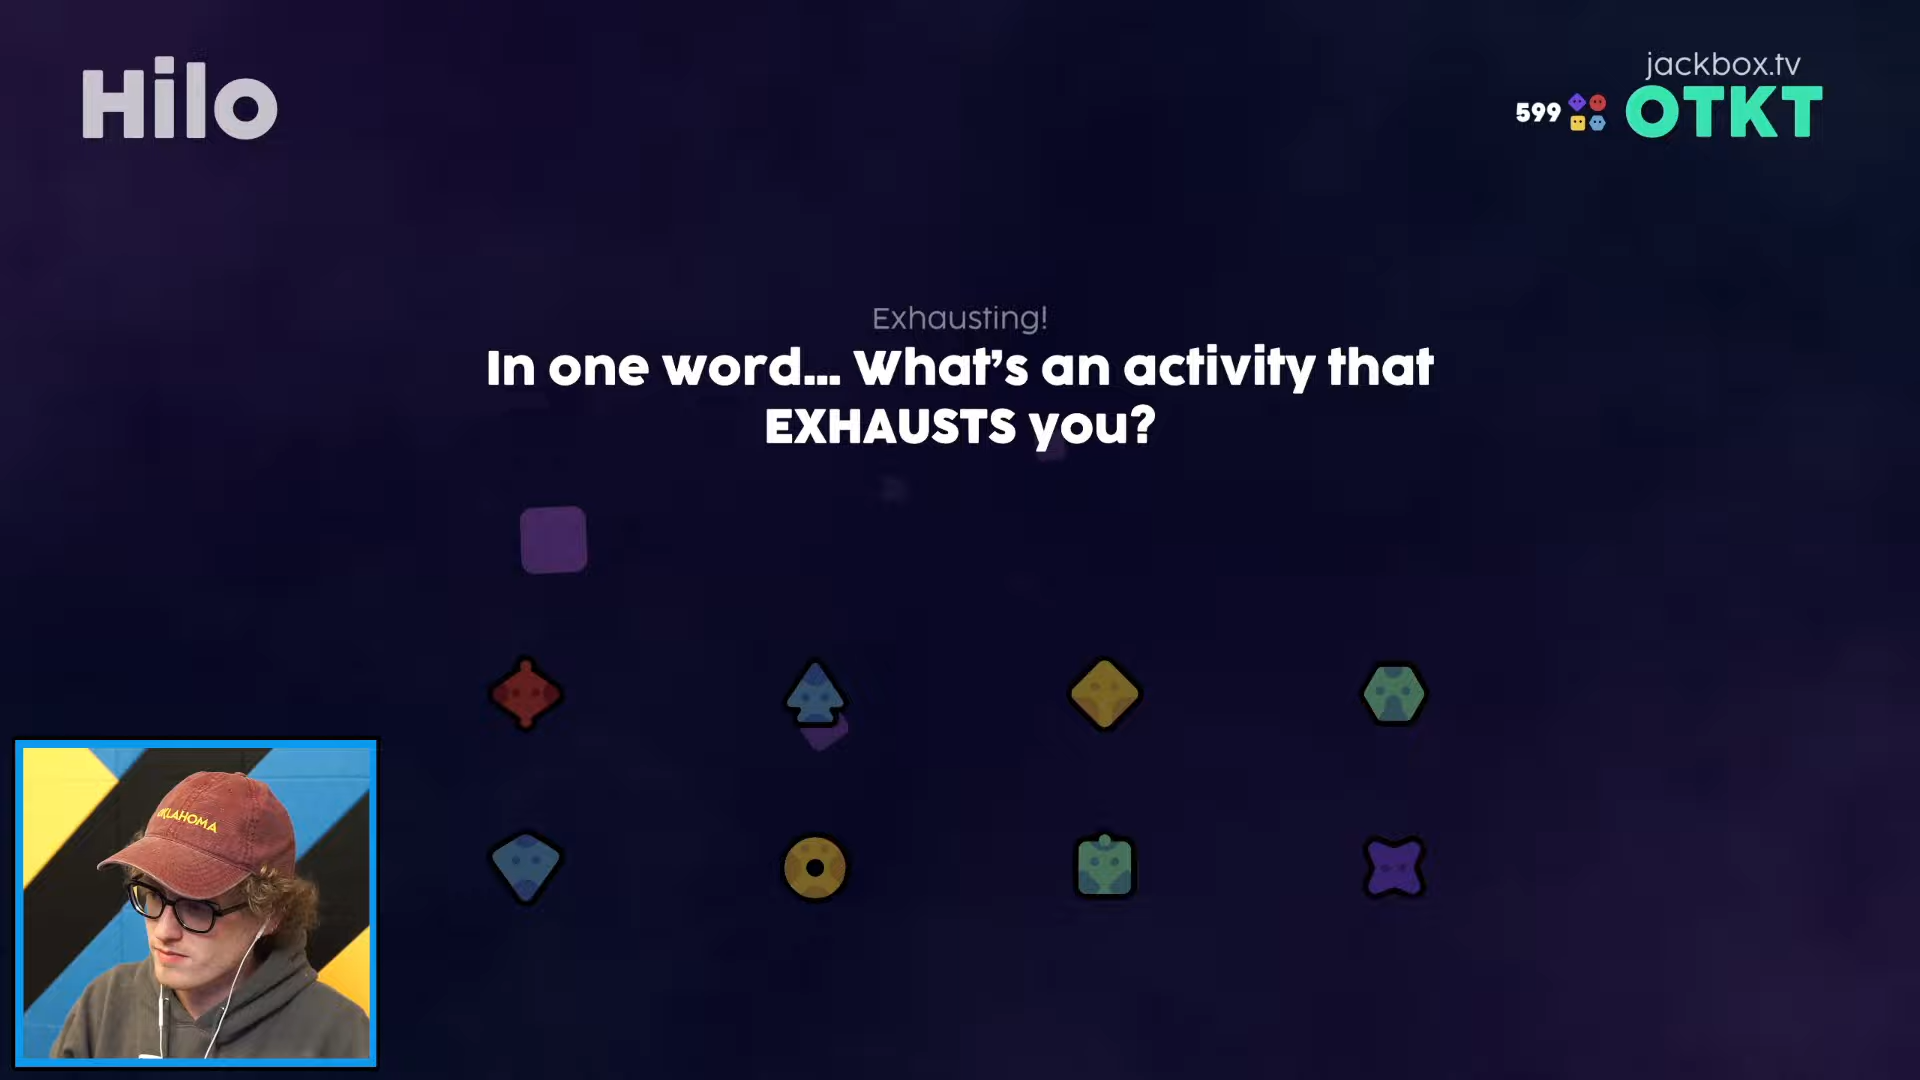 Hilo
jackbox.tv
599
OTKT
Exhausting!
In one word... What's an activity that
EXHAUSTS you?
OKLAHOMA